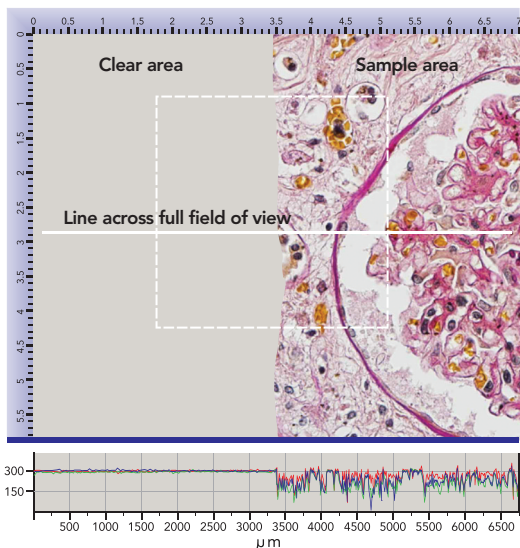 0 0.5 1 1.5 2 2.5 3 3.5 4 4.5 5 5.5 6 6.5 7
0
0.5
1
1.5
2
2.5
3
3.5
4
4.5
5
5.5
Clear area Sample area
Line across full field of view
300
150
500 1000 1500 2000 2500 3000 3500 4000 4500 5000 5500 6000 6500
µm